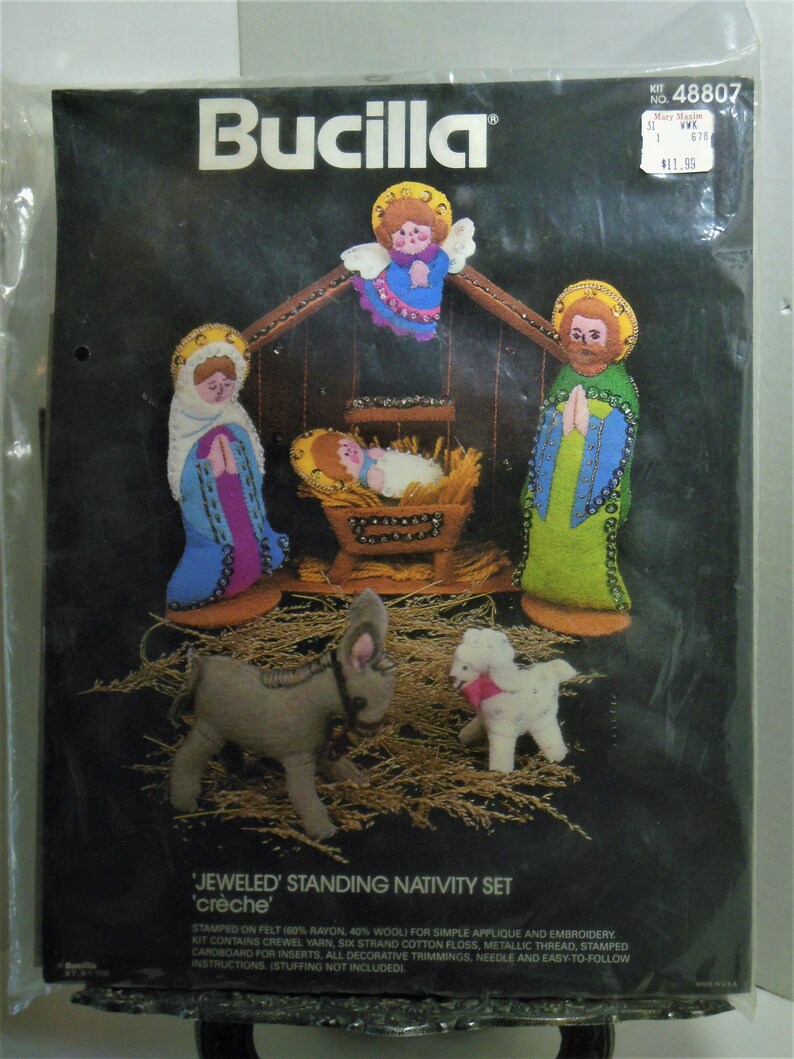 Bucilla®
KIT
NO. 48807
Mary Maxim
31 WWK
1 678
$11.99
'JEWELED' STANDING NATIVITY SET
'crèche'
STAMPED ON FELT (60% RAYON, 40% WOOL) FOR SIMPLE APPLIQUE AND EMBROIDERY.
KIT CONTAINS CREWEL YARN, SIX STRAND COTTON FLOSS, METALLIC THREAD, STAMPED
CARDBOARD FOR INSERTS, ALL DECORATIVE TRIMMINGS, NEEDLE AND EASY-TO-FOLLOW
INSTRUCTIONS. (STUFFING NOT INCLUDED).
Bucilla
MADE IN U.S.A.